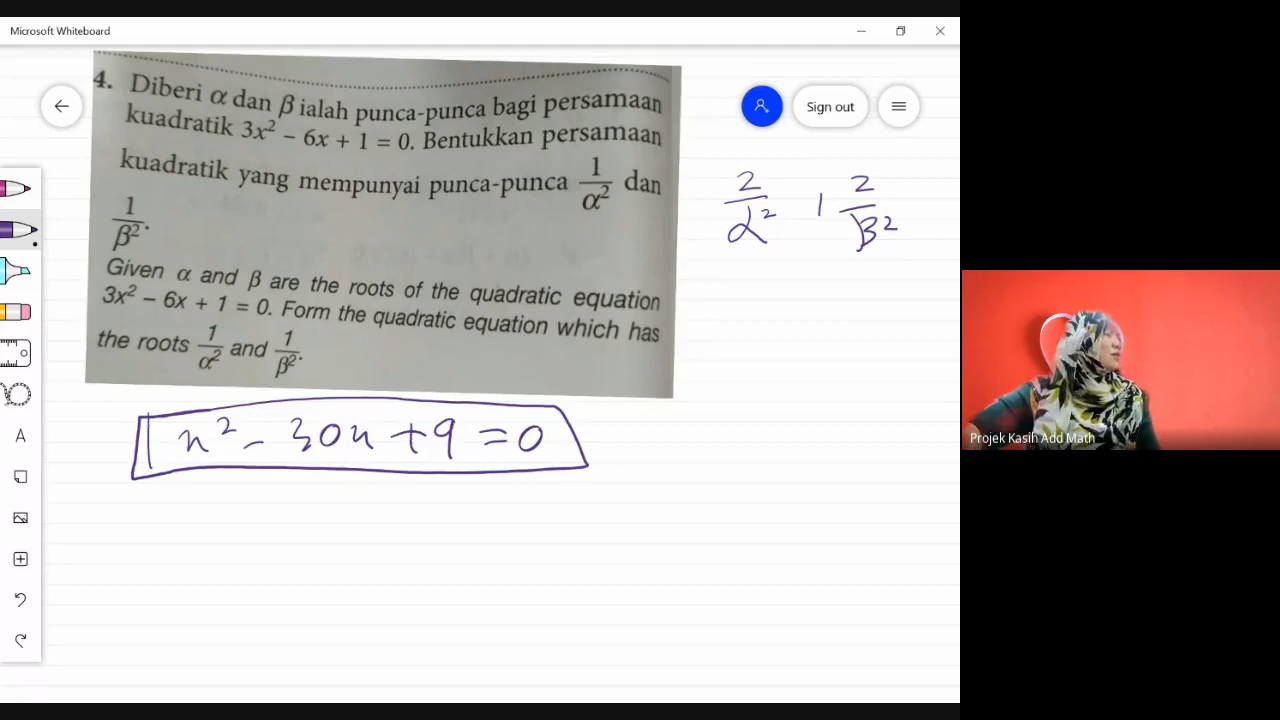 Microsoft Whiteboard
4. Diberi α dan β ialah punca-punca bagi persamaan
kuadratik 3x² − 6x + 1 = 0. Bentukkan persamaan
kuadratik yang mempunyai punca-punca 1/α² dan
1/β².
Given α and β are the roots of the quadratic equation
3x² − 6x + 1 = 0. Form the quadratic equation which has
the roots 1/α² and 1/β².
Sign out
2/α² , 2/β²
x² − 30x + 9 = 0
A
Projek Kasih Add Math